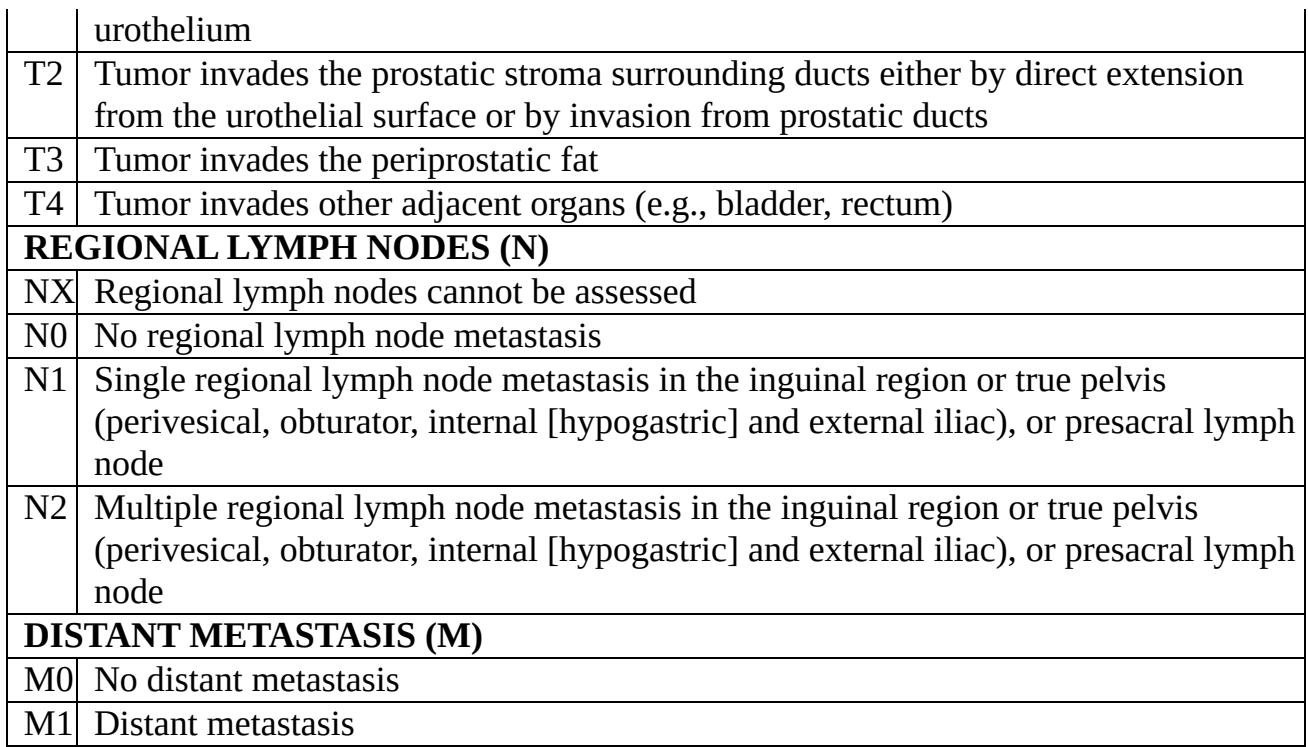 urothelium
T2 Tumor invades the prostatic stroma surrounding ducts either by direct extension
from the urothelial surface or by invasion from prostatic ducts
T3 Tumor invades the periprostatic fat
T4 Tumor invades other adjacent organs (e.g., bladder, rectum)
REGIONAL LYMPH NODES (N)
NX Regional lymph nodes cannot be assessed
N0 No regional lymph node metastasis
N1 Single regional lymph node metastasis in the inguinal region or true pelvis
(perivesical, obturator, internal [hypogastric] and external iliac), or presacral lymph
node
N2 Multiple regional lymph node metastasis in the inguinal region or true pelvis
(perivesical, obturator, internal [hypogastric] and external iliac), or presacral lymph
node
DISTANT METASTASIS (M)
M0 No distant metastasis
M1 Distant metastasis